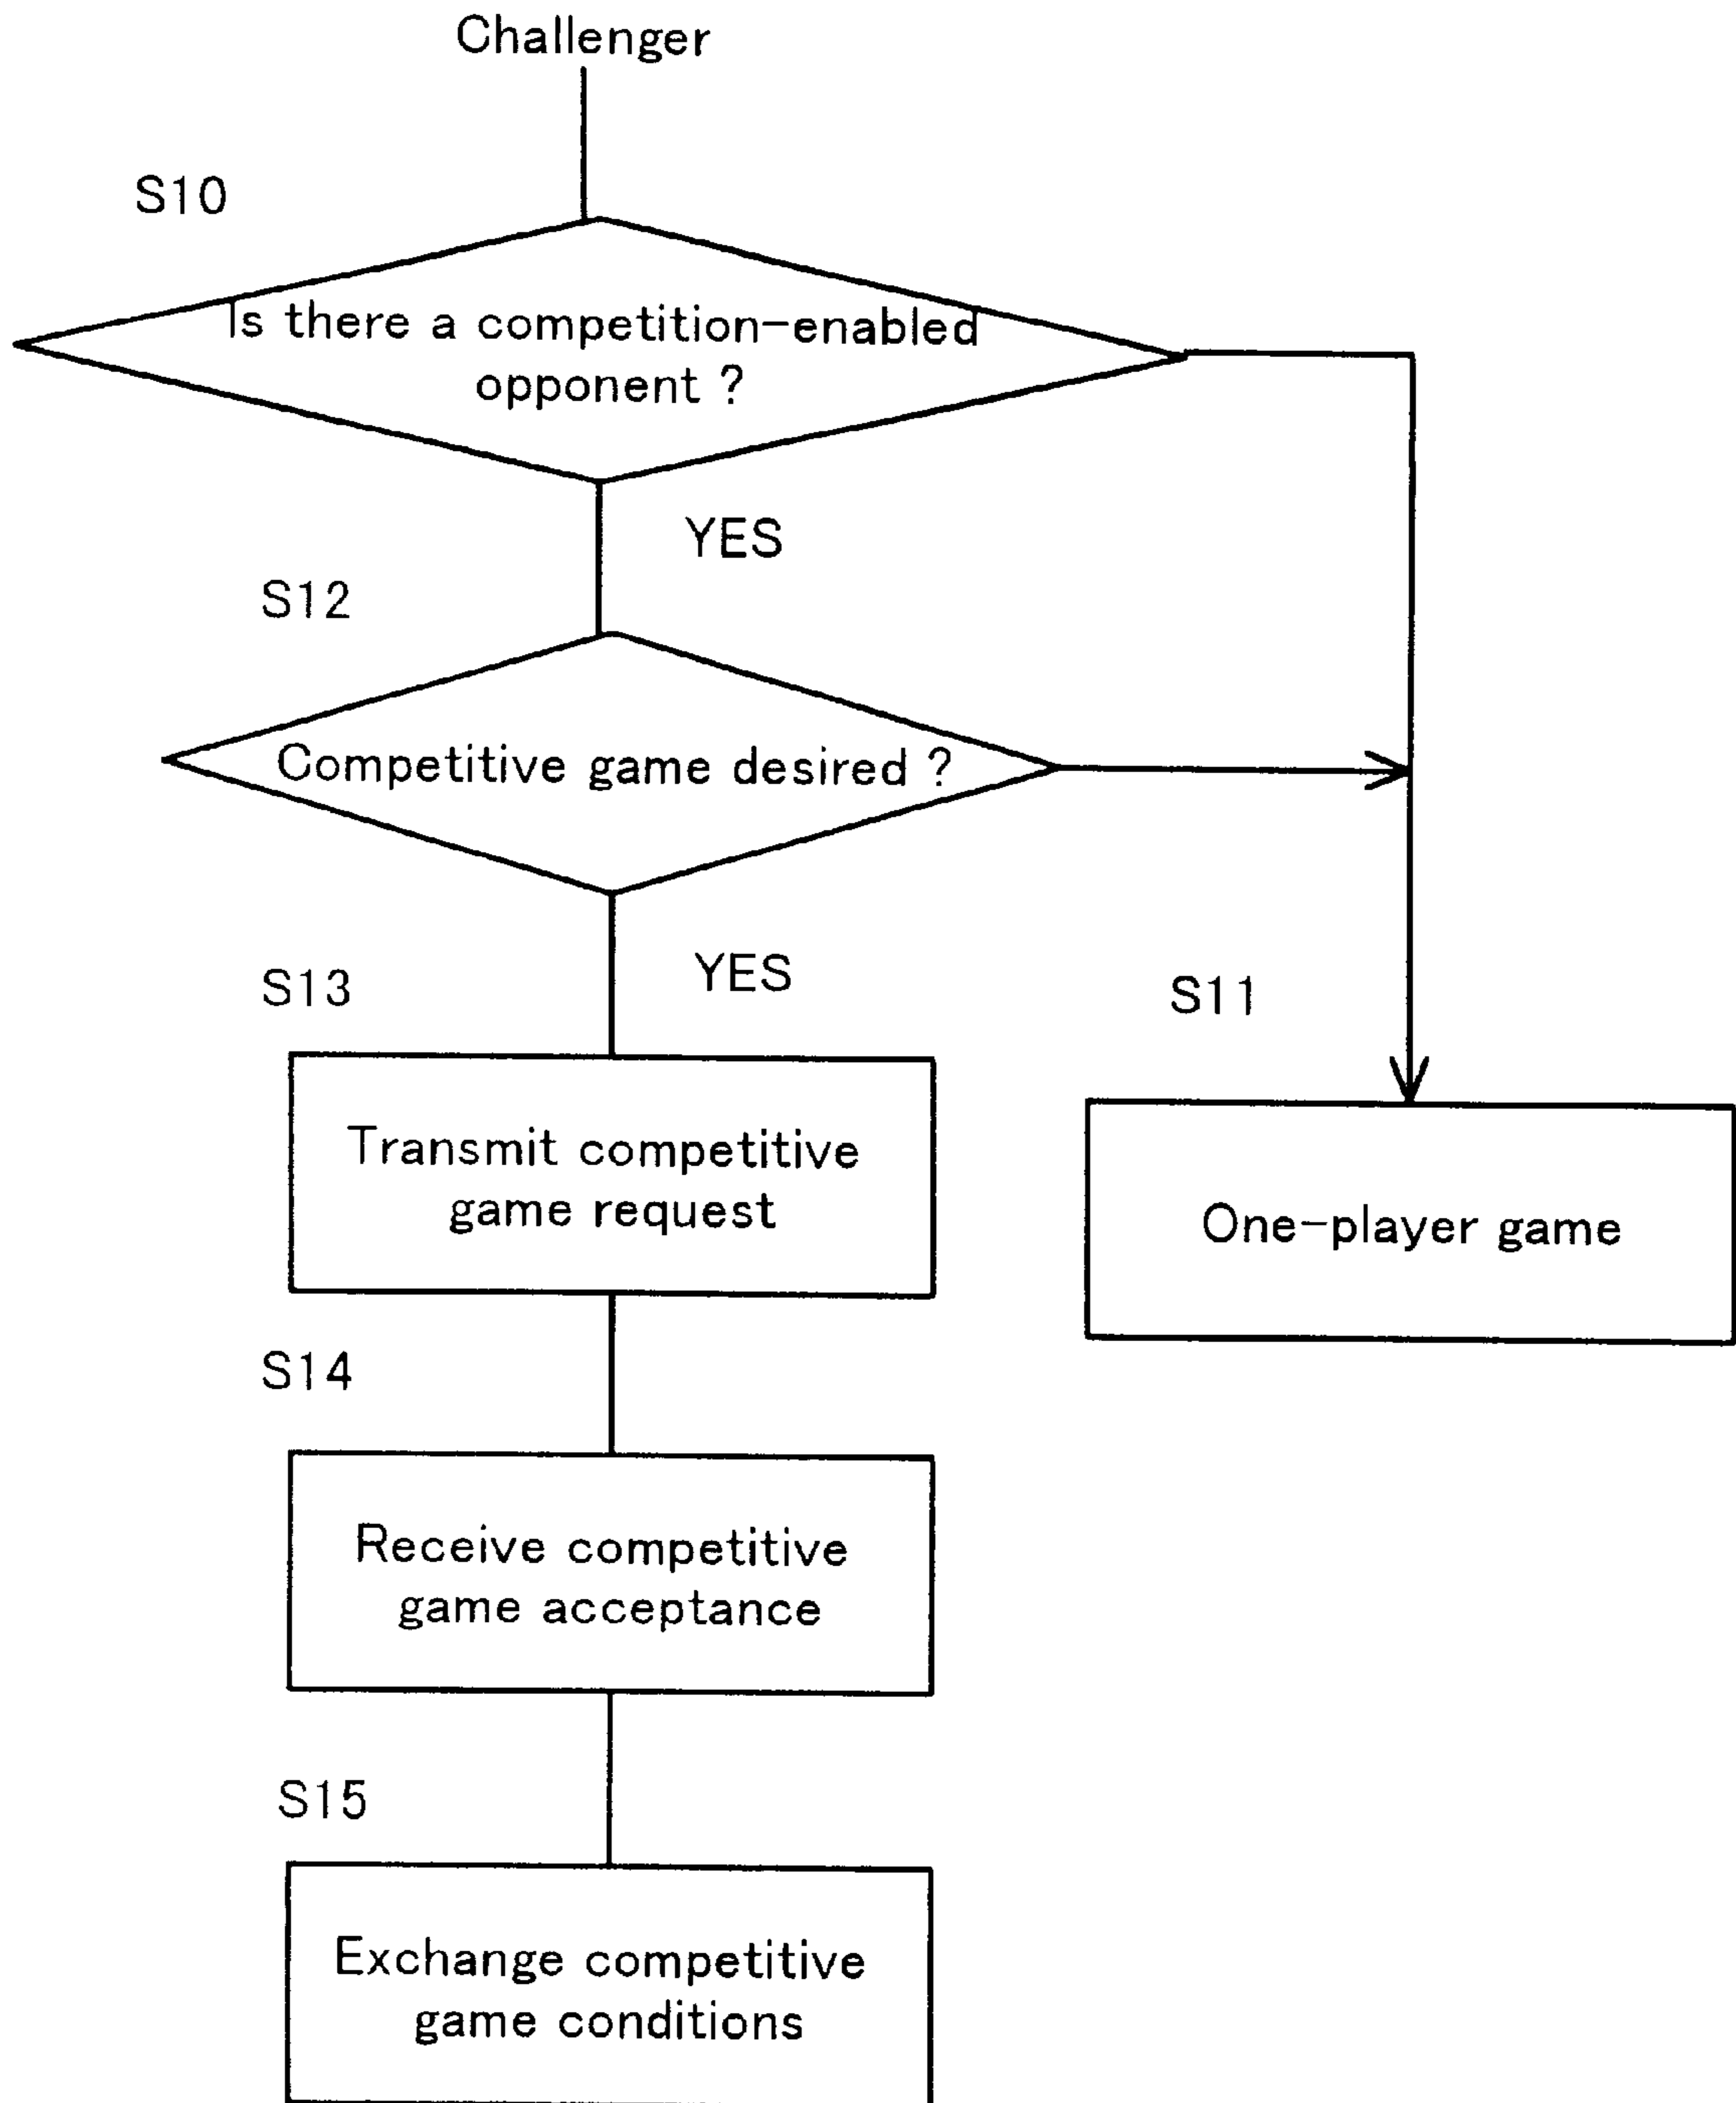 Challenger
S10
Is there a competition-enabled
opponent ?
YES
S12
Competitive game desired ?
YES
S13
S11
Transmit competitive
game request
One-player game
S14
Receive competitive
game acceptance
S15
Exchange competitive
game conditions